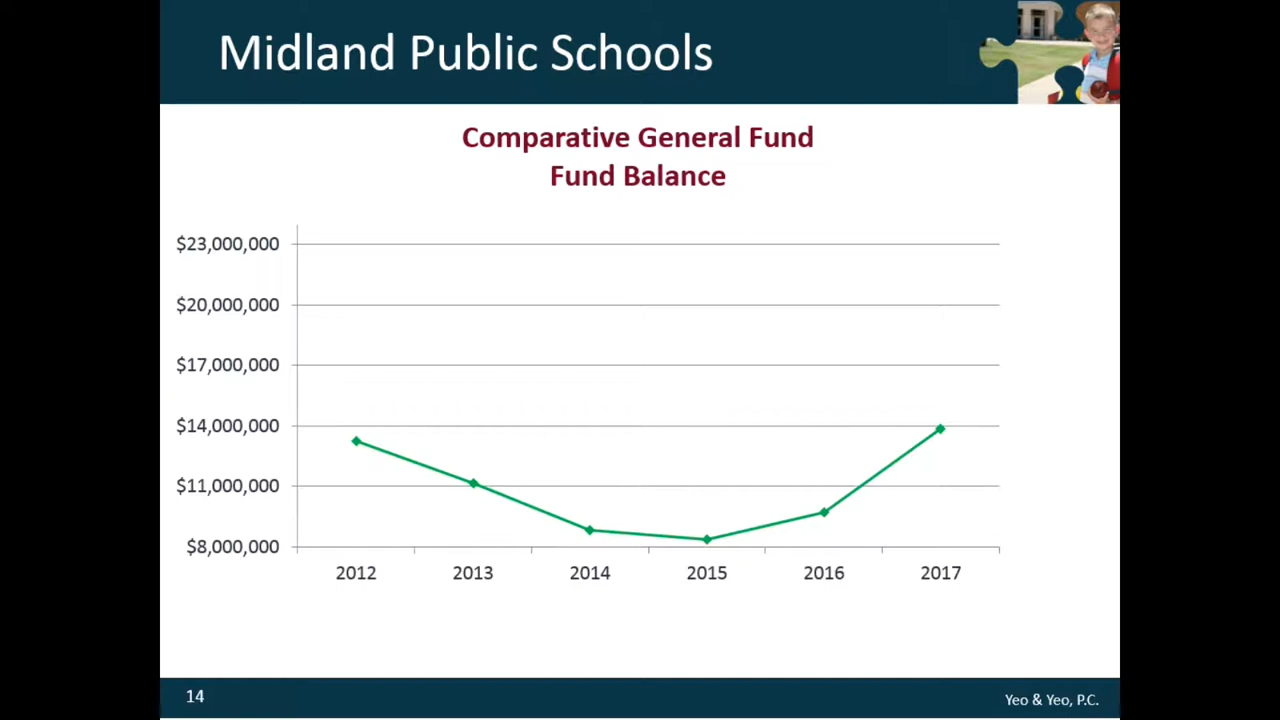 Midland Public Schools
Comparative General Fund
Fund Balance
$23,000,000
$20,000,000
$17,000,000
$14,000,000
$11,000,000
$8,000,000
2012 2013 2014 2015 2016 2017
14
Yeo & Yeo, P.C.